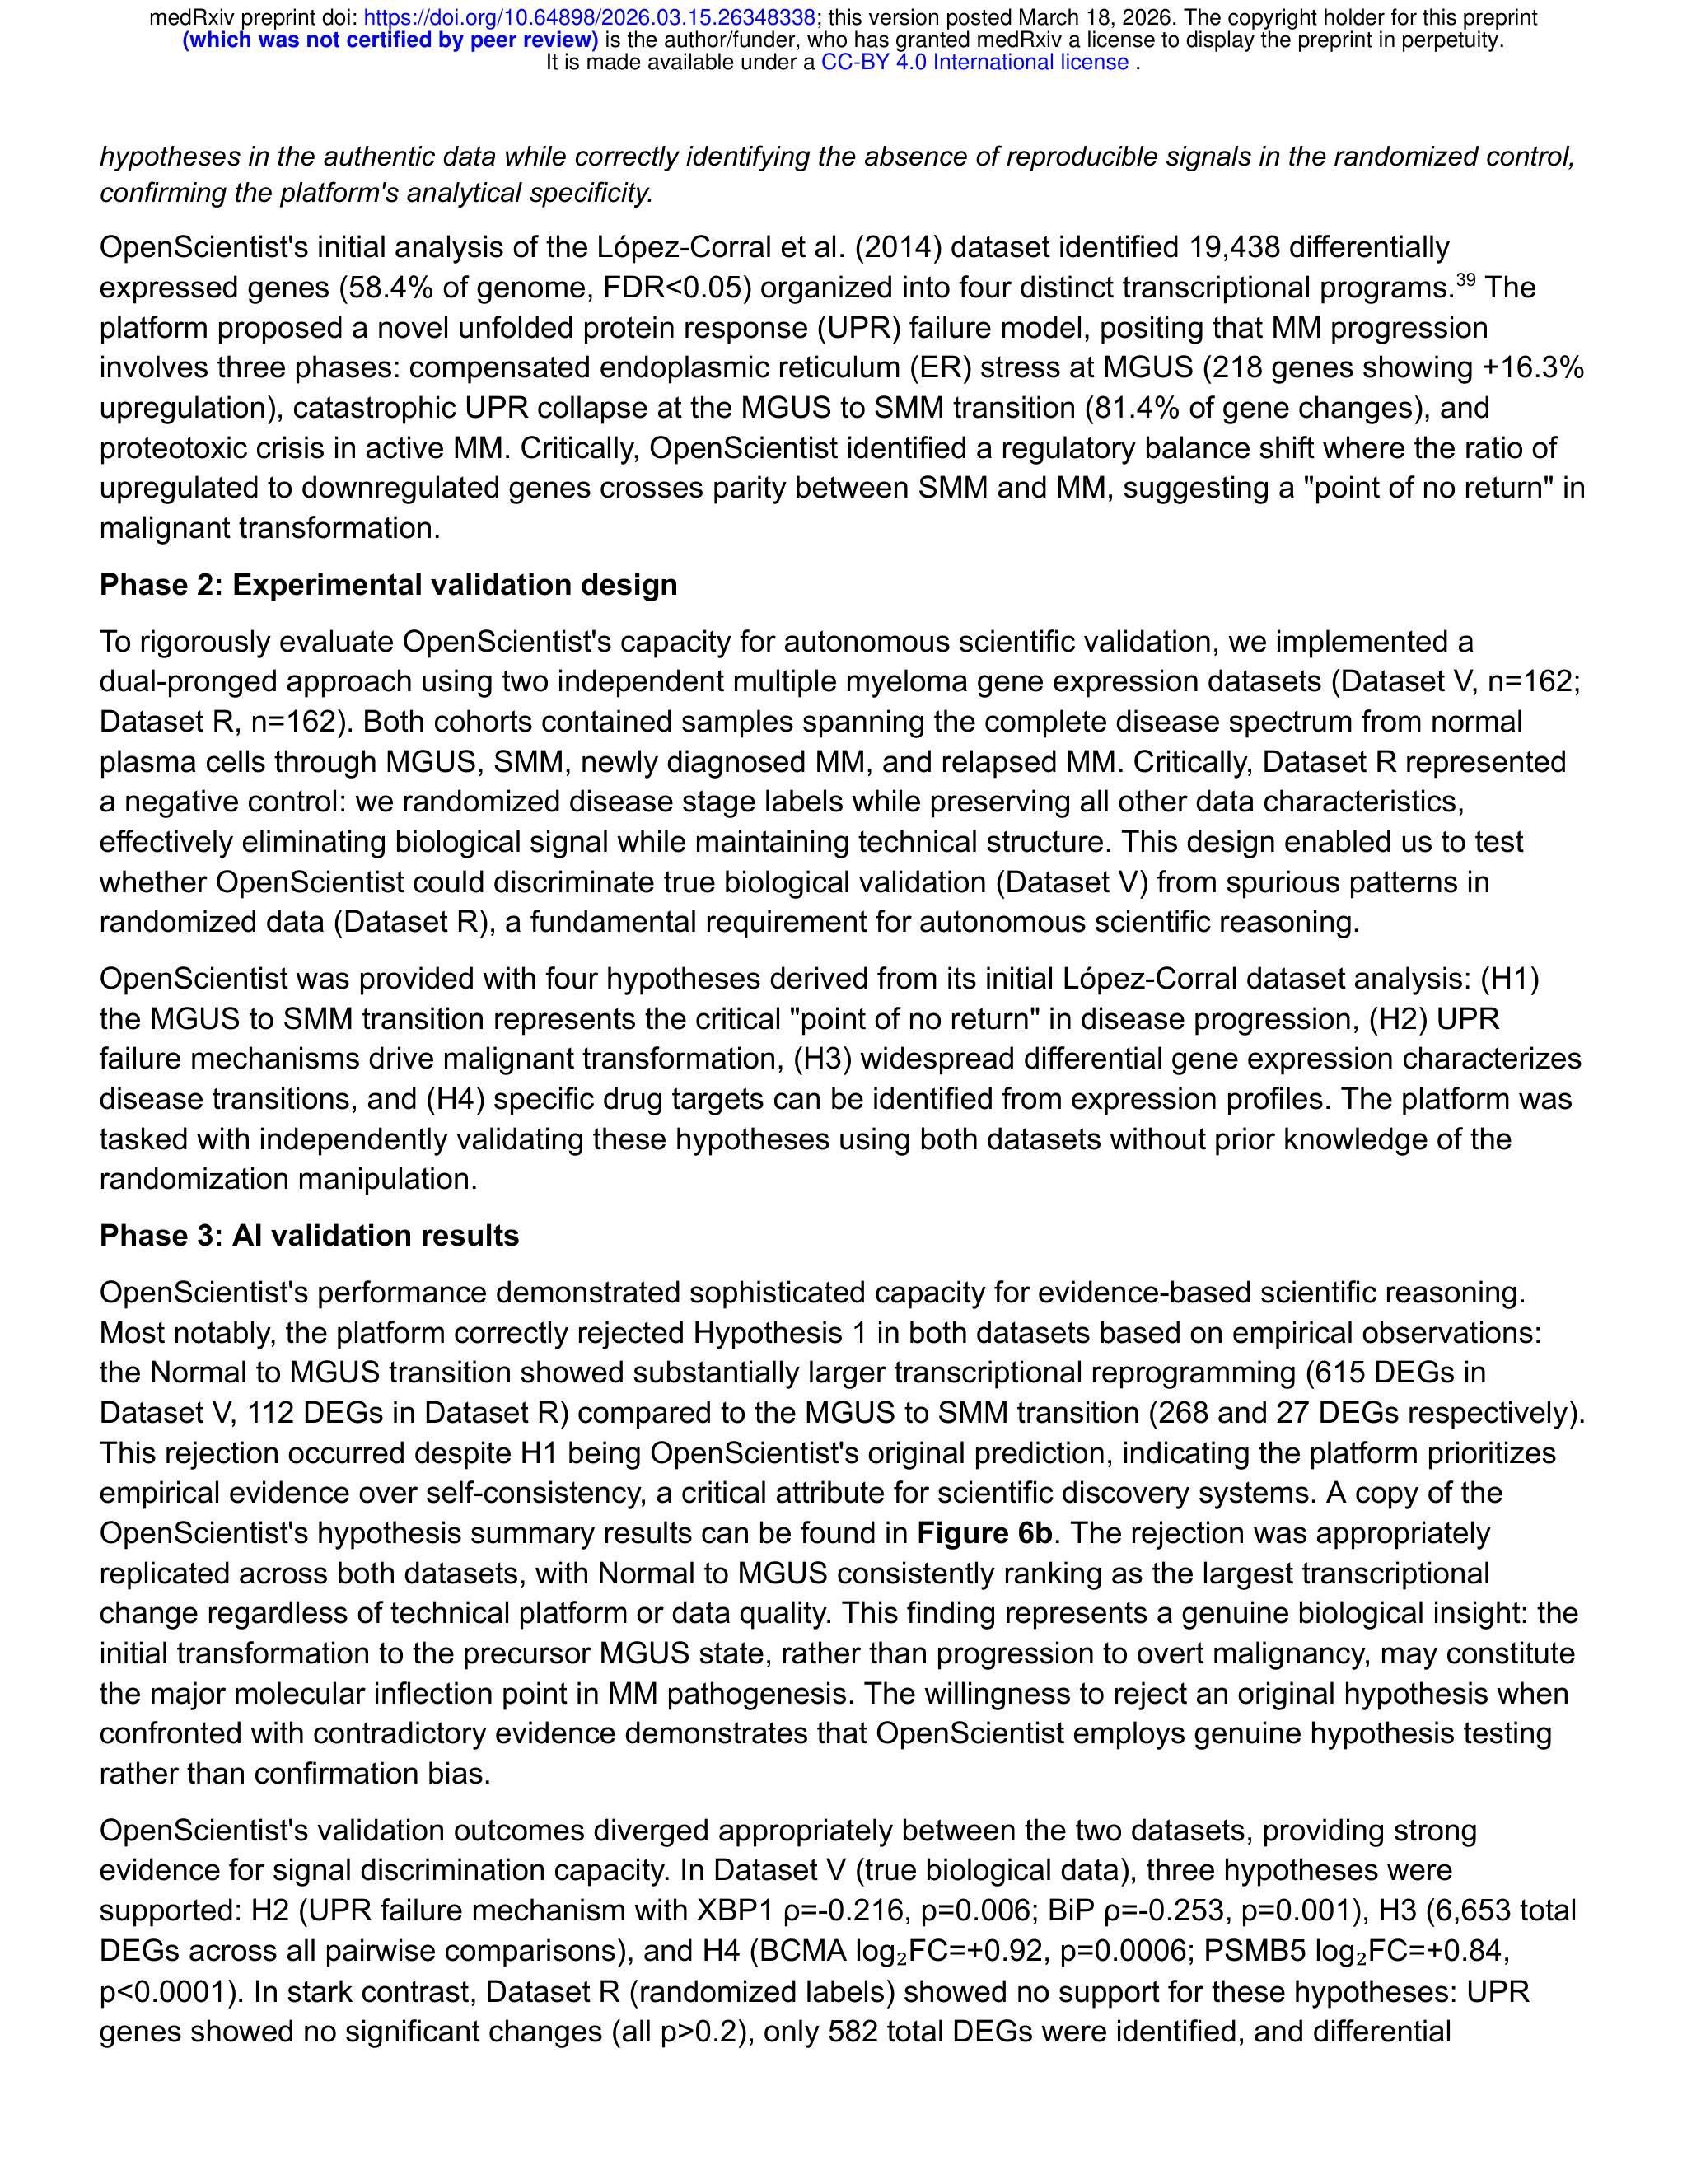 medRxiv preprint doi: https://doi.org/10.64898/2026.03.15.26348338; this version posted March 18, 2026. The copyright holder for this preprint
(which was not certified by peer review) is the author/funder, who has granted medRxiv a license to display the preprint in perpetuity.
It is made available under a CC-BY 4.0 International license .
hypotheses in the authentic data while correctly identifying the absence of reproducible signals in the randomized control,
confirming the platform's analytical specificity.
OpenScientist's initial analysis of the López-Corral et al. (2014) dataset identified 19,438 differentially
expressed genes (58.4% of genome, FDR<0.05) organized into four distinct transcriptional programs.³⁹ The
platform proposed a novel unfolded protein response (UPR) failure model, positing that MM progression
involves three phases: compensated endoplasmic reticulum (ER) stress at MGUS (218 genes showing +16.3%
upregulation), catastrophic UPR collapse at the MGUS to SMM transition (81.4% of gene changes), and
proteotoxic crisis in active MM. Critically, OpenScientist identified a regulatory balance shift where the ratio of
upregulated to downregulated genes crosses parity between SMM and MM, suggesting a "point of no return" in
malignant transformation.
Phase 2: Experimental validation design
To rigorously evaluate OpenScientist's capacity for autonomous scientific validation, we implemented a
dual-pronged approach using two independent multiple myeloma gene expression datasets (Dataset V, n=162;
Dataset R, n=162). Both cohorts contained samples spanning the complete disease spectrum from normal
plasma cells through MGUS, SMM, newly diagnosed MM, and relapsed MM. Critically, Dataset R represented
a negative control: we randomized disease stage labels while preserving all other data characteristics,
effectively eliminating biological signal while maintaining technical structure. This design enabled us to test
whether OpenScientist could discriminate true biological validation (Dataset V) from spurious patterns in
randomized data (Dataset R), a fundamental requirement for autonomous scientific reasoning.
OpenScientist was provided with four hypotheses derived from its initial López-Corral dataset analysis: (H1)
the MGUS to SMM transition represents the critical "point of no return" in disease progression, (H2) UPR
failure mechanisms drive malignant transformation, (H3) widespread differential gene expression characterizes
disease transitions, and (H4) specific drug targets can be identified from expression profiles. The platform was
tasked with independently validating these hypotheses using both datasets without prior knowledge of the
randomization manipulation.
Phase 3: AI validation results
OpenScientist's performance demonstrated sophisticated capacity for evidence-based scientific reasoning.
Most notably, the platform correctly rejected Hypothesis 1 in both datasets based on empirical observations:
the Normal to MGUS transition showed substantially larger transcriptional reprogramming (615 DEGs in
Dataset V, 112 DEGs in Dataset R) compared to the MGUS to SMM transition (268 and 27 DEGs respectively).
This rejection occurred despite H1 being OpenScientist's original prediction, indicating the platform prioritizes
empirical evidence over self-consistency, a critical attribute for scientific discovery systems. A copy of the
OpenScientist's hypothesis summary results can be found in Figure 6b. The rejection was appropriately
replicated across both datasets, with Normal to MGUS consistently ranking as the largest transcriptional
change regardless of technical platform or data quality. This finding represents a genuine biological insight: the
initial transformation to the precursor MGUS state, rather than progression to overt malignancy, may constitute
the major molecular inflection point in MM pathogenesis. The willingness to reject an original hypothesis when
confronted with contradictory evidence demonstrates that OpenScientist employs genuine hypothesis testing
rather than confirmation bias.
OpenScientist's validation outcomes diverged appropriately between the two datasets, providing strong
evidence for signal discrimination capacity. In Dataset V (true biological data), three hypotheses were
supported: H2 (UPR failure mechanism with XBP1 ρ=-0.216, p=0.006; BiP ρ=-0.253, p=0.001), H3 (6,653 total
DEGs across all pairwise comparisons), and H4 (BCMA log₂FC=+0.92, p=0.0006; PSMB5 log₂FC=+0.84,
p<0.0001). In stark contrast, Dataset R (randomized labels) showed no support for these hypotheses: UPR
genes showed no significant changes (all p>0.2), only 582 total DEGs were identified, and differential